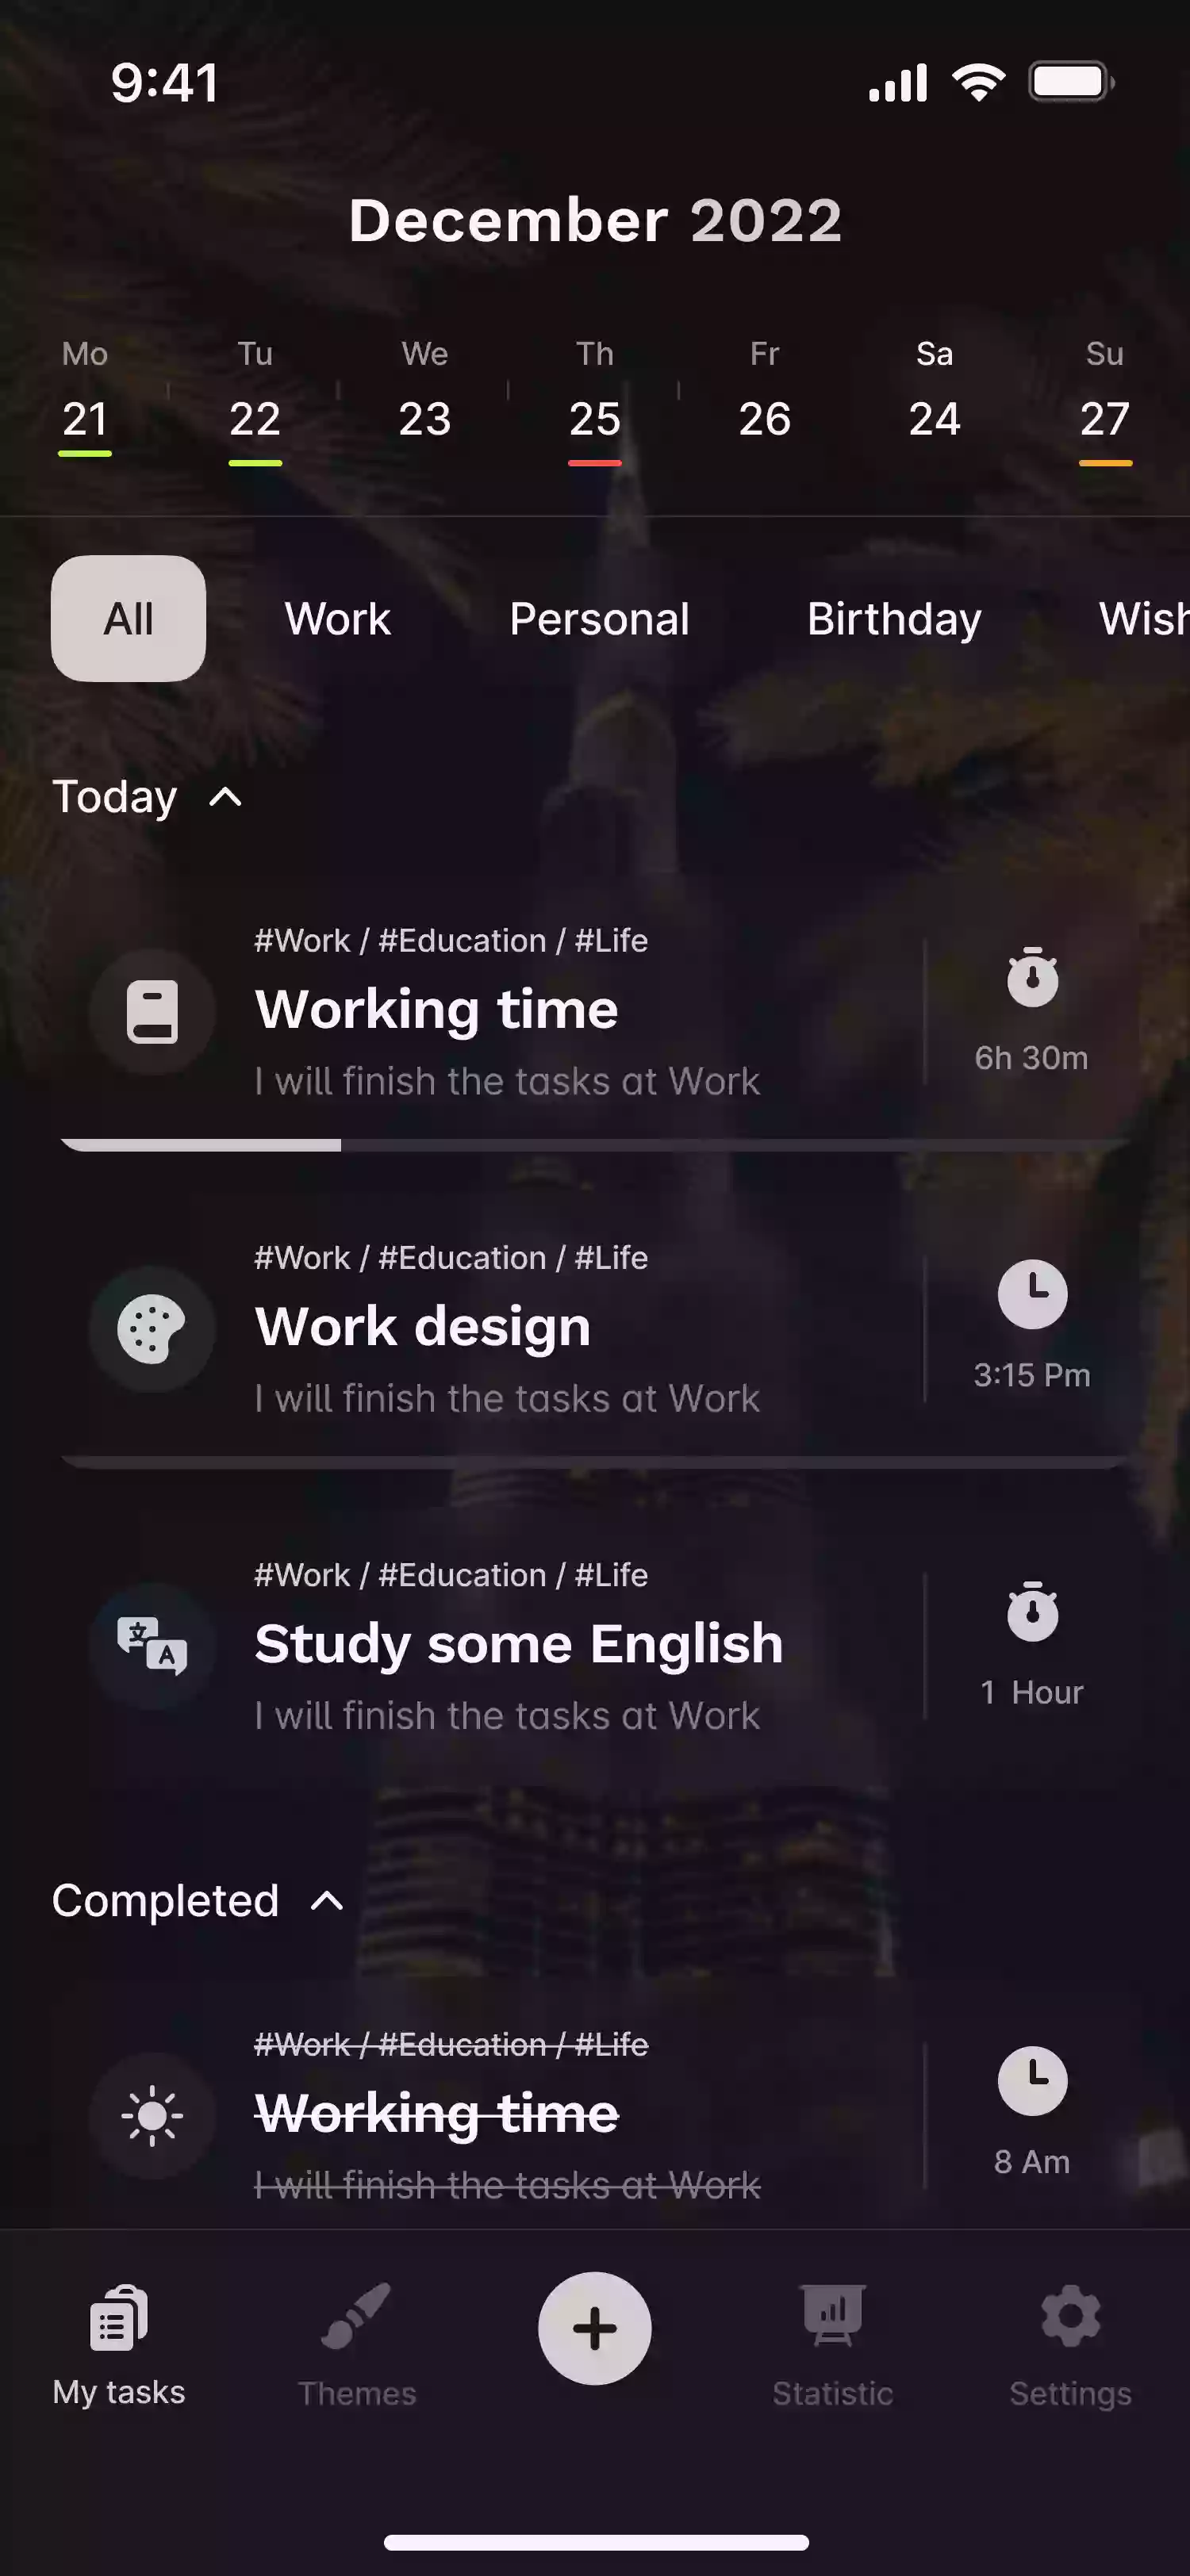 9:41
December 2022
Mo Tu We Th Fr Sa Su
21 22 23 25 26 24 27
All Work Personal Birthday Wish
Today
#Work / #Education / #Life
Working time
I will finish the tasks at Work
6h 30m
#Work / #Education / #Life
Work design
I will finish the tasks at Work
3:15 Pm
文 A
#Work / #Education / #Life
Study some English
I will finish the tasks at Work
1 Hour
Completed
#Work / #Education / #Life
Working time
I will finish the tasks at Work
8 Am
My tasks Themes Statistic Settings